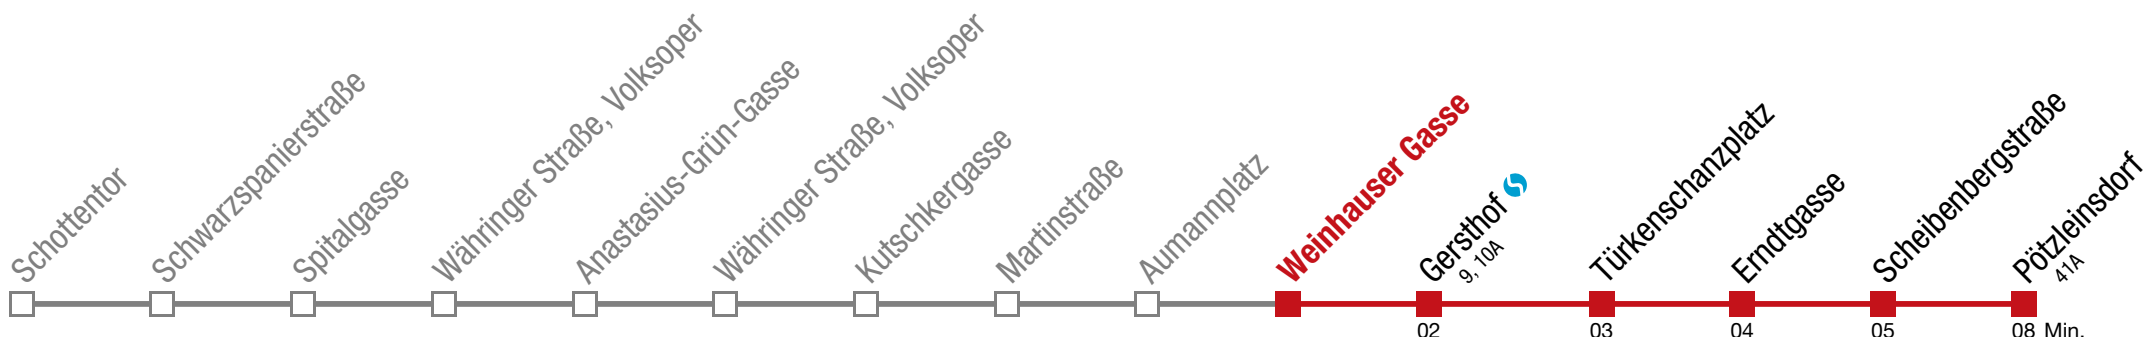 Schottentor
Schwarzspanierstraße
Spitalgasse
Währinger Straße, Volksoper
Anastasius-Grün-Gasse
Währinger Straße, Volksoper
Kutschkergasse
Martinstraße
Aumannplatz
Weinhauser Gasse
Gersthof
9, 10A
Türkenschanzplatz
Erndtgasse
Scheibenbergstraße
Pötzleinsdorf
41A
02 03 04 05 08 Min.